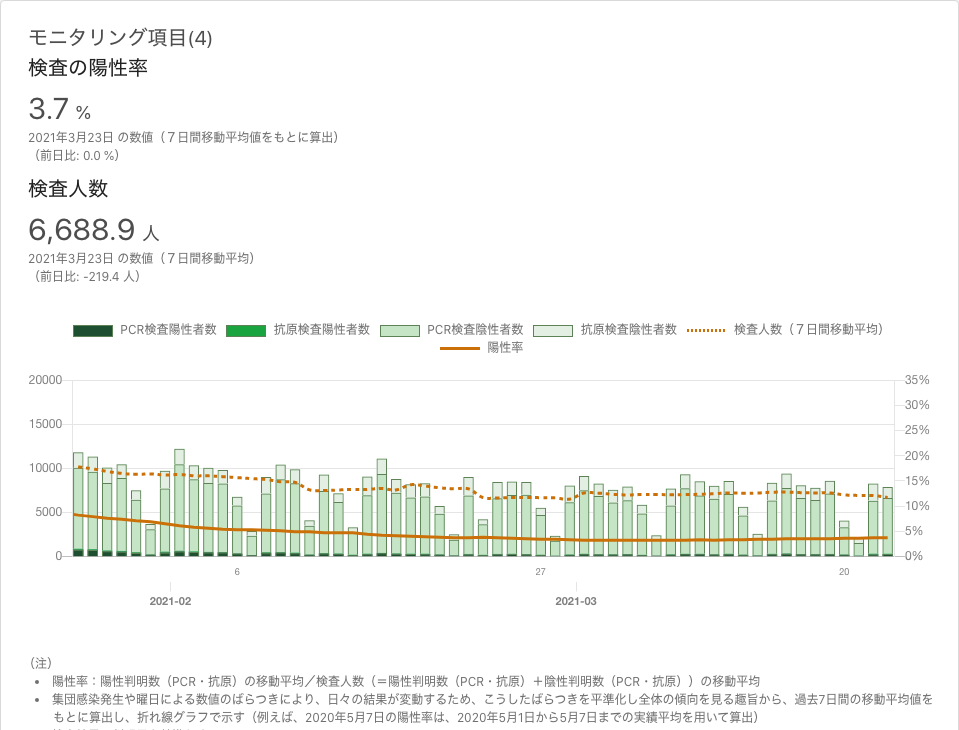 モニタリング項目(4)
検査の陽性率
3.7 %
2021年3月23日 の数値（７日間移動平均値をもとに算出）
（前日比: 0.0 %）
検査人数
6,688.9 人
2021年3月23日 の数値（７日間移動平均）
（前日比: -219.4 人）
PCR検査陽性者数 抗原検査陽性者数 PCR検査陰性者数 抗原検査陰性者数 検査人数（７日間移動平均）
陽性率
20000 35%
30%
15000 25%
20%
10000 15%
5000 10%
5%
0 0%
6 27 20
2021-02 2021-03
（注）
• 陽性率：陽性判明数（PCR・抗原）の移動平均／検査人数（＝陽性判明数（PCR・抗原）＋陰性判明数（PCR・抗原））の移動平均
• 集団感染発生や曜日による数値のばらつきにより、日々の結果が変動するため、こうしたばらつきを平準化し全体の傾向を見る趣旨から、過去7日間の移動平均値を
もとに算出し、折れ線グラフで示す（例えば、2020年5月7日の陽性率は、2020年5月1日から5月7日までの実績平均を用いて算出）